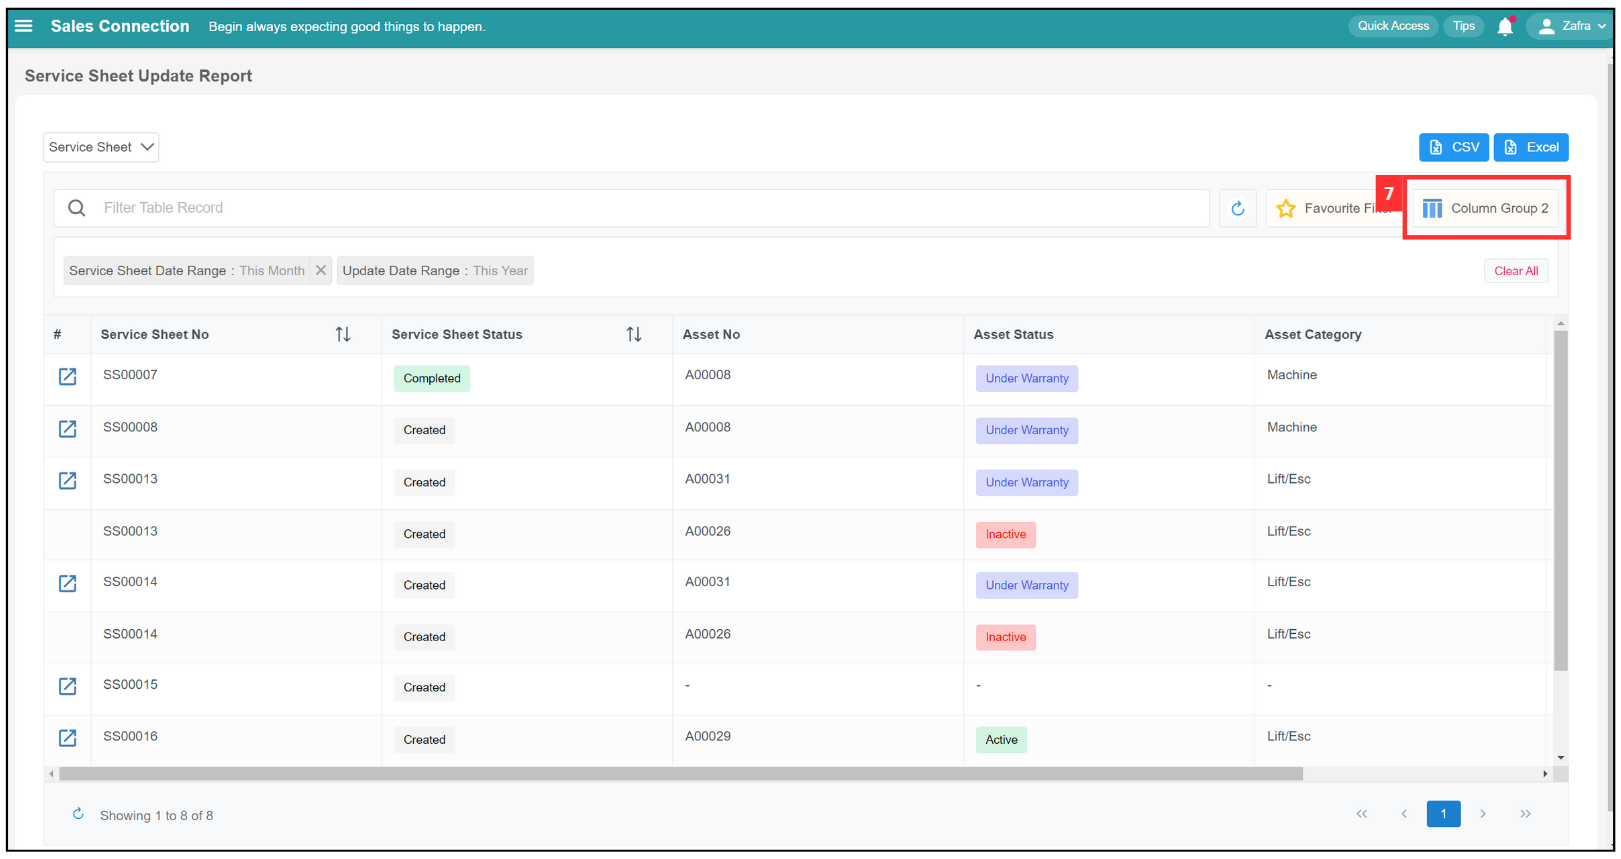 Sales Connection Begin always expecting good things to happen. Quick Access Tips Zafra
Service Sheet Update Report
Service Sheet CSV Excel
7
Filter Table Record Favourite Filter Column Group 2
Service Sheet Date Range : This Month Update Date Range : This Year Clear All
# Service Sheet No Service Sheet Status Asset No Asset Status Asset Category
SS00007 Completed A00008 Under Warranty Machine
SS00008 Created A00008 Under Warranty Machine
SS00013 Created A00031 Under Warranty Lift/Esc
SS00013 Created A00026 Inactive Lift/Esc
SS00014 Created A00031 Under Warranty Lift/Esc
SS00014 Created A00026 Inactive Lift/Esc
SS00015 Created - - -
SS00016 Created A00029 Active Lift/Esc
Showing 1 to 8 of 8 << < 1 > >>